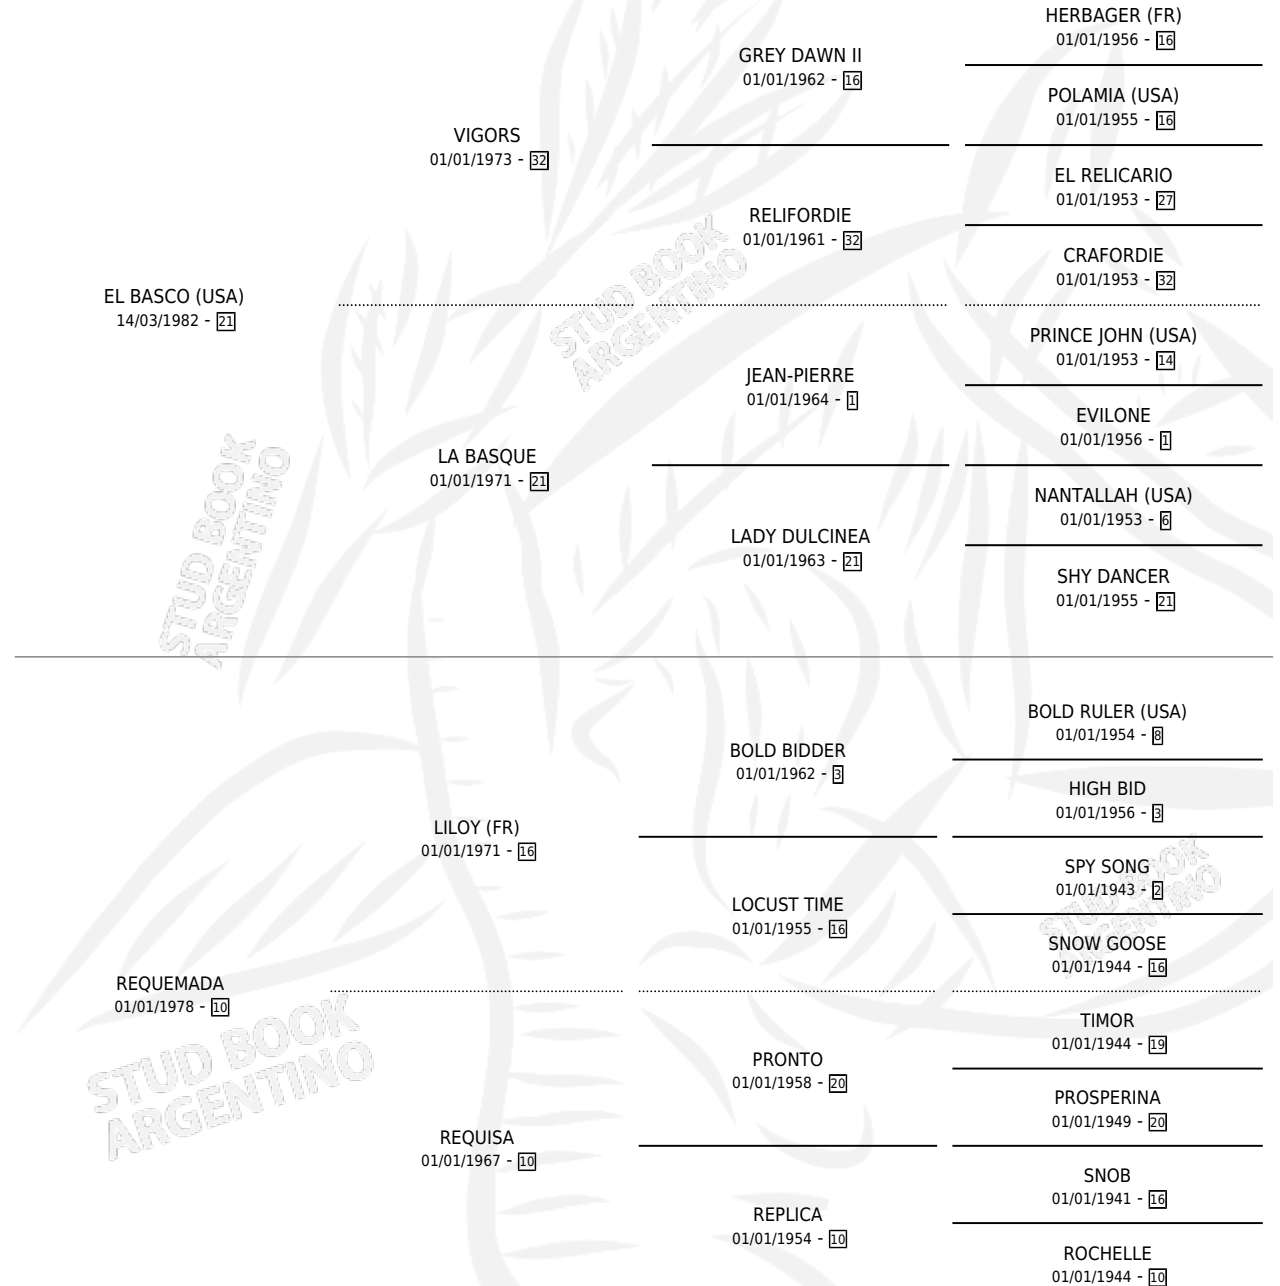 HERBAGER (FR)
01/01/1956 - 16
GREY DAWN II
01/01/1962 - 16
POLAMIA (USA)
01/01/1955 - 16
VIGORS
01/01/1973 - 32
EL RELICARIO
01/01/1953 - 27
RELIFORDIE
01/01/1961 - 32
CRAFORDIE
01/01/1953 - 32
EL BASCO (USA)
14/03/1982 - 21
STUD BOOK
ARGENTINO
PRINCE JOHN (USA)
01/01/1953 - 14
JEAN-PIERRE
01/01/1964 - 1
EVILONE
01/01/1956 - 1
LA BASQUE
01/01/1971 - 21
STUD BOOK
ARGENTINO
NANTALLAH (USA)
01/01/1953 - 6
LADY DULCINEA
01/01/1963 - 21
SHY DANCER
01/01/1955 - 21
BOLD RULER (USA)
01/01/1954 - 8
BOLD BIDDER
01/01/1962 - 3
HIGH BID
01/01/1956 - 3
LILOY (FR)
01/01/1971 - 16
SPY SONG
01/01/1943 - 2
STUD BOOK
ARGENTINO
LOCUST TIME
01/01/1955 - 16
SNOW GOOSE
01/01/1944 - 16
REQUEMADA
01/01/1978 - 10
STUD BOOK
ARGENTINO
TIMOR
01/01/1944 - 19
PRONTO
01/01/1958 - 20
PROSPERINA
01/01/1949 - 20
REQUISA
01/01/1967 - 10
SNOB
01/01/1941 - 16
REPLICA
01/01/1954 - 10
ROCHELLE
01/01/1944 - 10